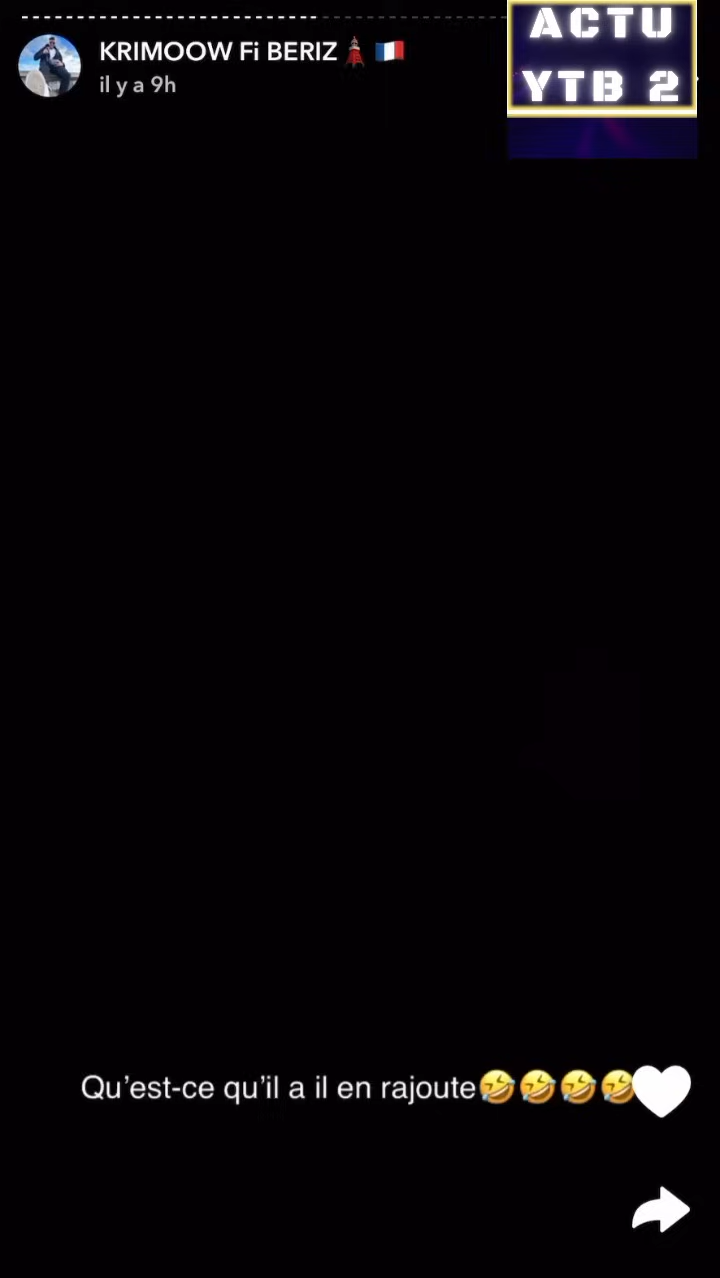 KRIMOOW Fi BERIZ🗼🇫🇷
il y a 9h
ACTU
YTB 2
Qu'est-ce qu'il a il en rajoute🤣🤣🤣🤣